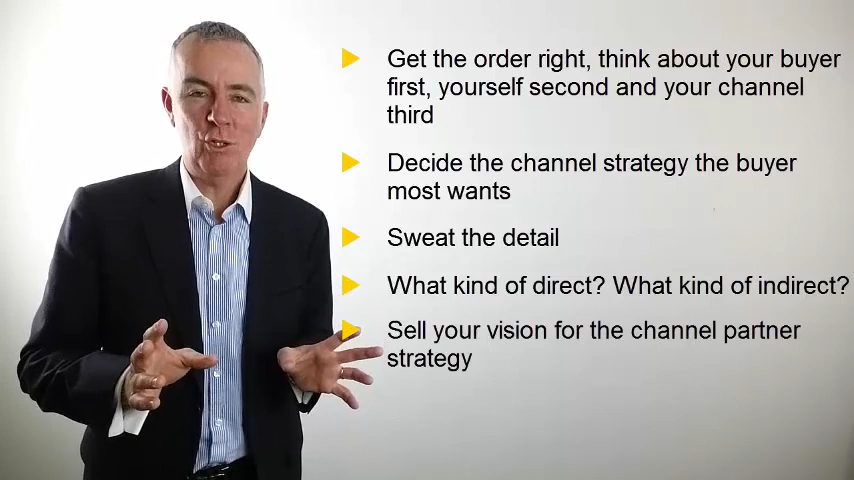 Get the order right, think about your buyer
first, yourself second and your channel
third
Decide the channel strategy the buyer
most wants
Sweat the detail
What kind of direct? What kind of indirect?
Sell your vision for the channel partner
strategy